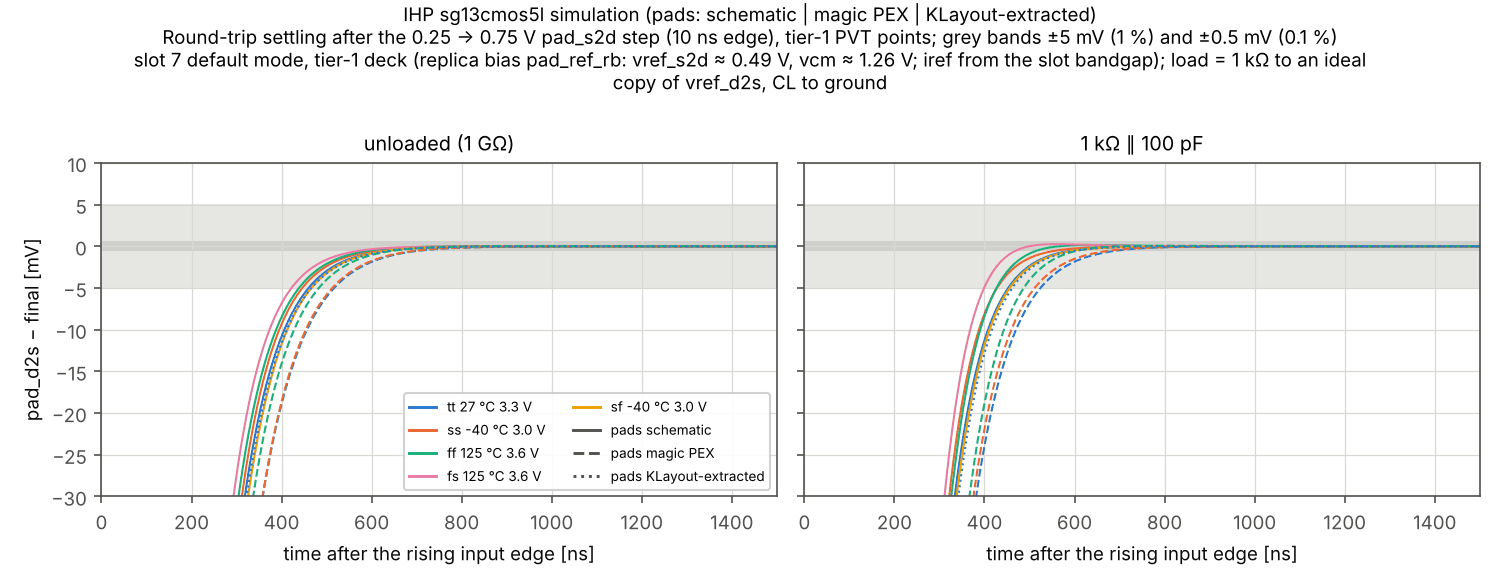 IHP sg13cmos5l simulation (pads: schematic | magic PEX | KLayout-extracted)
Round-trip settling after the 0.25 → 0.75 V pad_s2d step (10 ns edge), tier-1 PVT points; grey bands ±5 mV (1 %) and ±0.5 mV (0.1 %)
slot 7 default mode, tier-1 deck (replica bias pad_ref_rb: vref_s2d ≈ 0.49 V, vcm ≈ 1.26 V; iref from the slot bandgap); load = 1 kΩ to an ideal
copy of vref_d2s, CL to ground
unloaded (1 GΩ)
10
5
0
−5
−10
−15
−20
−25
−30
pad_d2s − final [mV]
tt 27 °C 3.3 V
ss -40 °C 3.0 V
ff 125 °C 3.6 V
fs 125 °C 3.6 V
sf -40 °C 3.0 V
pads schematic
pads magic PEX
pads KLayout-extracted
0 200 400 600 800 1000 1200 1400
time after the rising input edge [ns]
1 kΩ ∥ 100 pF
0 200 400 600 800 1000 1200 1400
time after the rising input edge [ns]